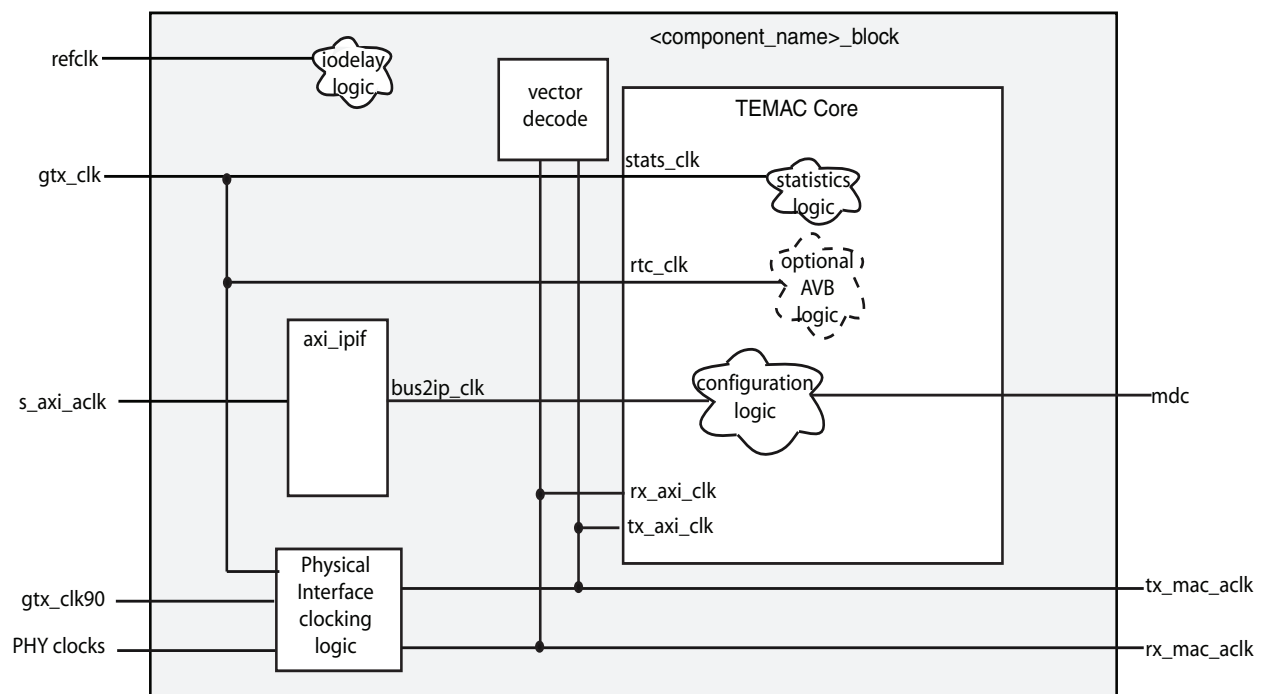 <component_name>_block
refclk
iodelay
logic
vector
decode
TEMAC Core
stats_clk
gtx_clk
statistics
logic
rtc_clk
optional
AVB
logic
axi_ipif
bus2ip_clk
s_axi_aclk
configuration
logic
mdc
rx_axi_clk
tx_axi_clk
Physical
Interface
clocking
logic
gtx_clk90
PHY clocks
tx_mac_aclk
rx_mac_aclk